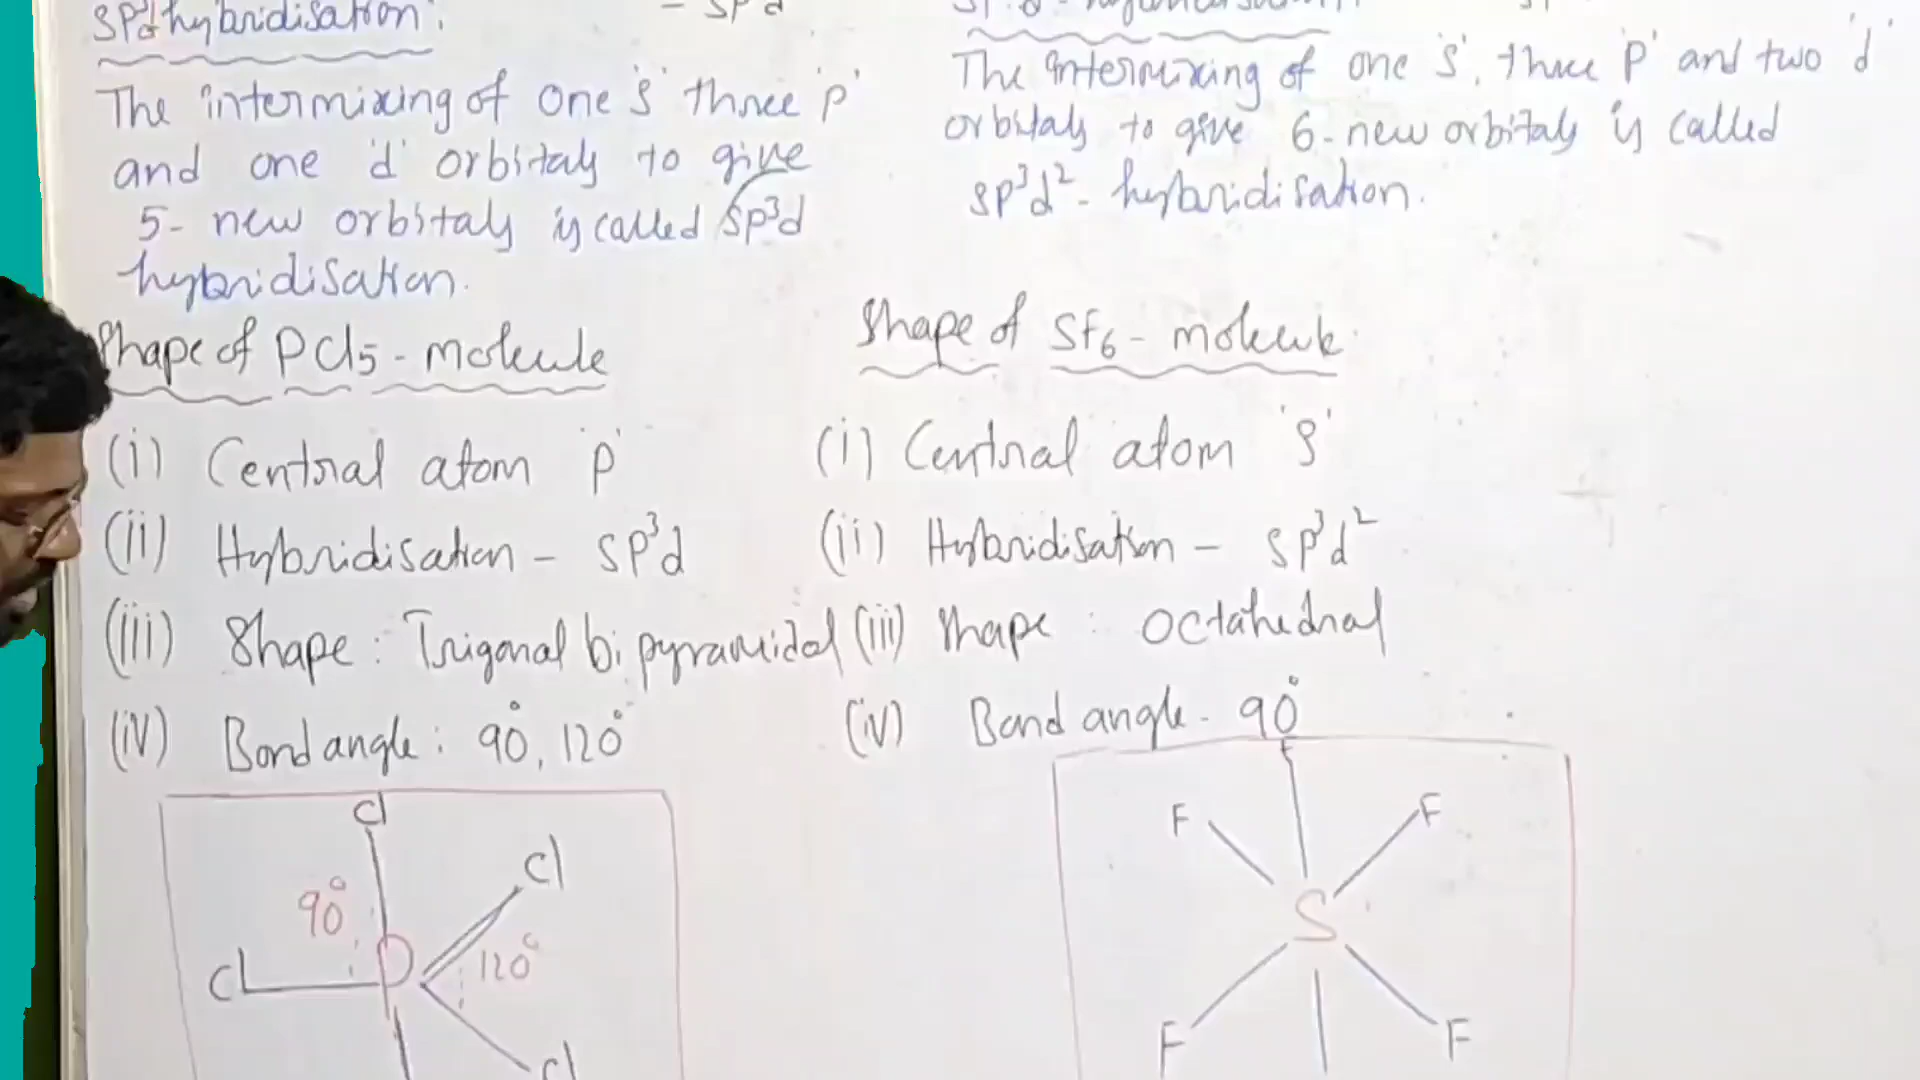 sp³d hybridisation.
- sp³d
The intermixing of one 's' three 'p'
and one 'd' orbitals to give
5- new orbitals is called sp³d
hybridisation.
Shape of PCl5 - molecule
(i) Central atom 'p'
(ii) Hybridisation - sp³d
(iii) Shape : Trigonal bi pyramidal
(iv) Bond angle : 90°, 120°
Cl
Cl
90°
P
120°
Cl
Cl
The intermixing of one 's', three 'p' and two 'd'
orbitals to give 6-new orbitals is called
sp³d² - hybridisation.
Shape of SF6 - molecule
(i) Central atom 's'
(ii) Hybridisation - sp³d²
(iii) Shape : Octahedral
(iv) Bond angle - 90°
F
F
F
S
F
F